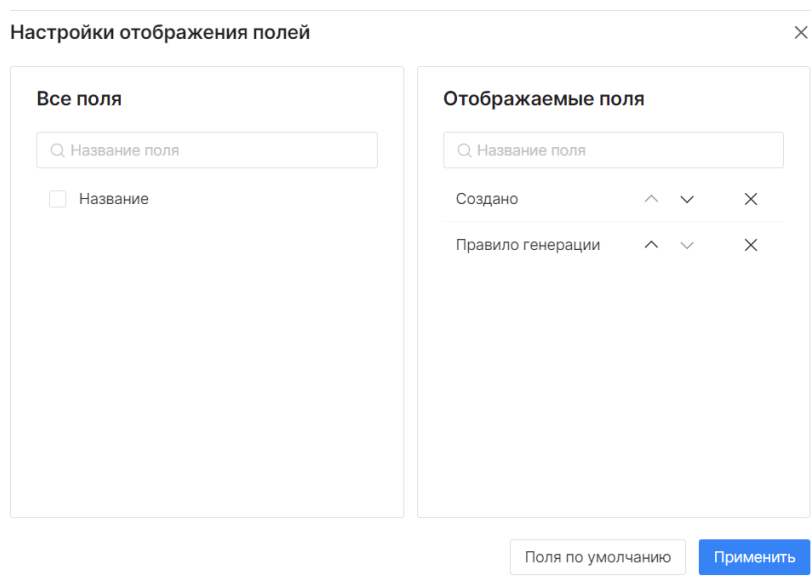 Настройки отображения полей
Все поля
Название поля
Название
Отображаемые поля
Название поля
Создано
Правило генерации
Поля по умолчанию
Применить